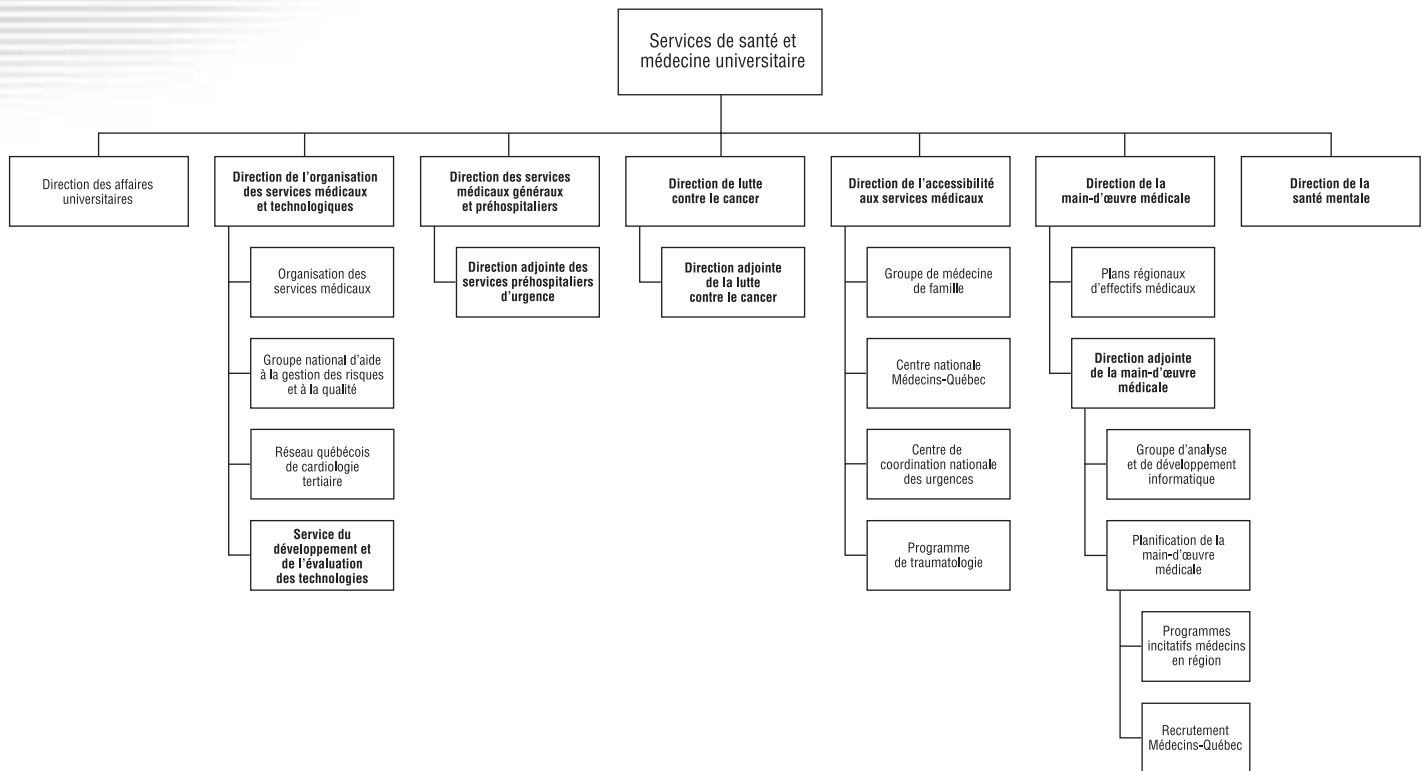 Services de santé et
médecine universitaire
Direction des affaires
universitaires
Direction de l'organisation
des services médicaux
et technologiques
Organisation des
services médicaux
Groupe national d'aide
à la gestion des risques
et à la qualité
Réseau québécois
de cardiologie
tertiaire
Service du
développement et
de l'évaluation
des technologies
Direction des services
médicaux généraux
et préhospitaliers
Direction adjointe des
services préhospitaliers
d'urgence
Direction de lutte
contre le cancer
Direction adjointe
de la lutte
contre le cancer
Direction de l'accessibilité
aux services médicaux
Groupe de médecine
de famille
Centre nationale
Médecins-Québec
Centre de
coordination nationale
des urgences
Programme
de traumatologie
Direction de la
main-d'œuvre médicale
Plans régionaux
d'effectifs médicaux
Direction adjointe
de la main-d'œuvre
médicale
Groupe d'analyse
et de développement
informatique
Planification de la
main-d'œuvre
médicale
Programmes
incitatifs médecins
en région
Recrutement
Médecins-Québec
Direction de la
santé mentale